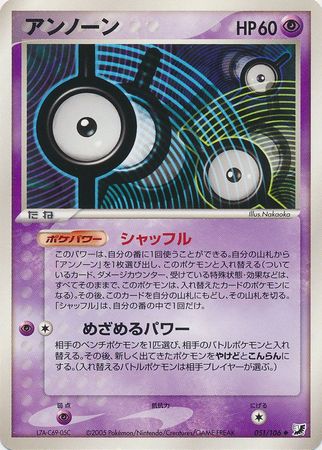 アンノーン HP60
たね
Illus.Nakaoka
ポケパワー シャッフル
このパワーは、自分の番に1回使うことができる。自分の山札から
「アンノーン」を1枚選び出し、このポケモンと入れ替える(ついて
いるカード、ダメージカウンター、受けている特殊状態・効果などは、
すべてそのままで、このポケモンは、入れ替えたカードのポケモンに
なる)。その後、このカードを自分の山札にもどし、その山札を切る。
「シャッフル」は、自分の番の中で1回だけ。
めざめるパワー
相手のベンチポケモンを1匹選び、相手のバトルポケモンと入れ
替える。その後、新しく出てきたポケモンをやけどとこんらんに
する。(入れ替えるバトルポケモンは相手プレイヤーが選ぶ。)
弱点 抵抗力 にげる
LZA-C69-05C ©2005 Pokémon/Nintendo/Creatures/GAME FREAK 051/106